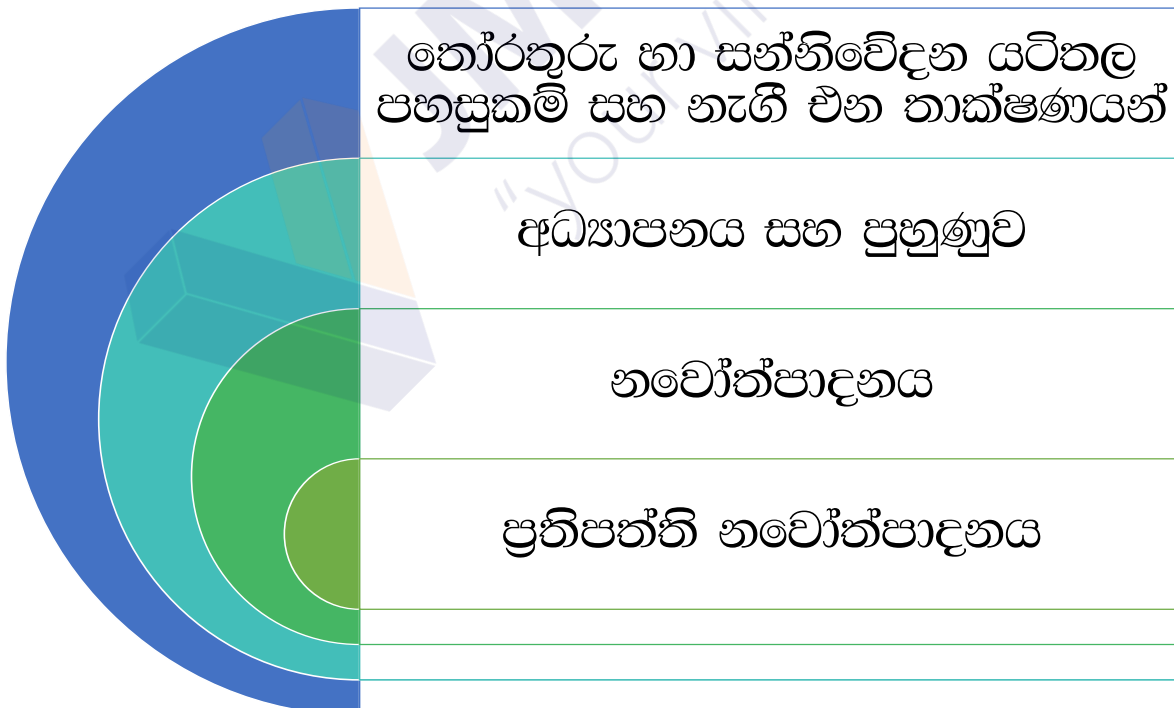 තෝරතුරු හා සන්නිවේදන යටිතල
පහසුකම් සහ නැගී එන තාක්ෂණයන්
අධ්‍යාපනය සහ පුහුණුව
නවෝත්පාදනය
ප්‍රතිපත්ති නවෝත්පාදනය
"your